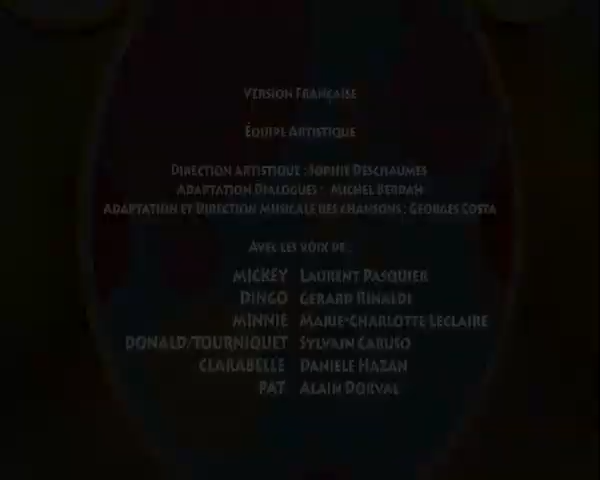 Version Française
Équipe Artistique
Direction artistique : Sophie Deschaumes
Adaptation Dialogues : Michel Berdah
Adaptation et Direction Musicale des chansons : Georges Costa
Avec les voix de :
MICKEY Laurent Pasquier
DINGO Gerard Rinaldi
MINNIE Marie-Charlotte Leclaire
DONALD/TOURNIQUET Sylvain Caruso
CLARABELLE Daniele Hazan
PAT Alain Dorval